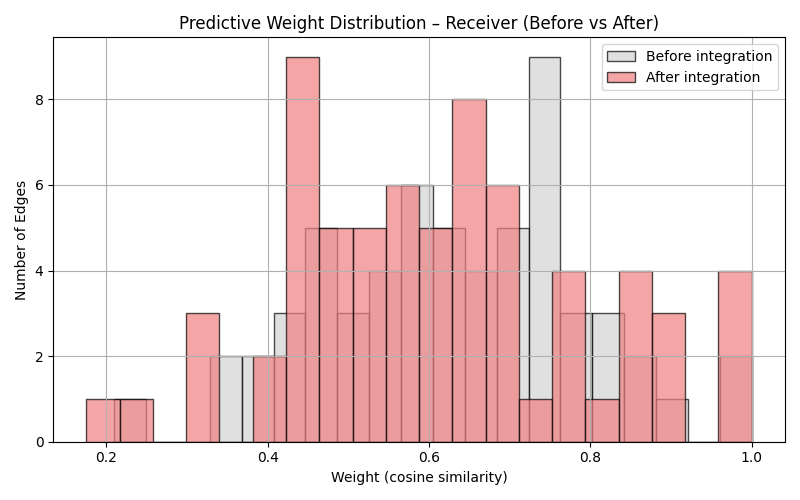 Predictive Weight Distribution – Receiver (Before vs After)
Before integration
After integration
Number of Edges
8
6
4
2
0
0.2
0.4
0.6
0.8
1.0
Weight (cosine similarity)